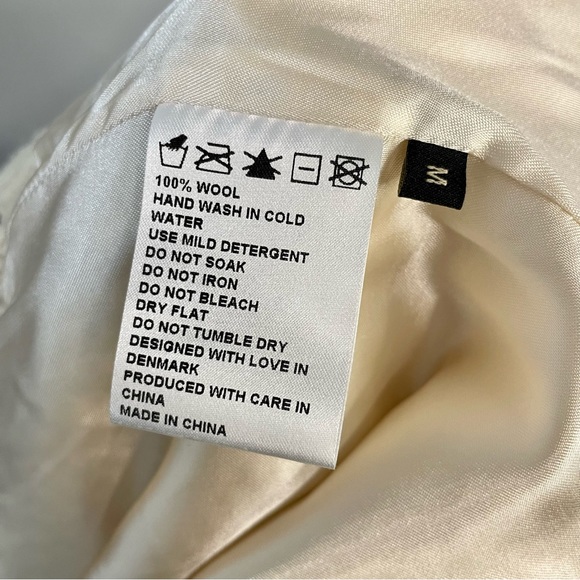 100% WOOL
HAND WASH IN COLD
WATER
USE MILD DETERGENT
DO NOT SOAK
DO NOT IRON
DO NOT BLEACH
DRY FLAT
DO NOT TUMBLE DRY
DESIGNED WITH LOVE IN
DENMARK
PRODUCED WITH CARE IN
CHINA
MADE IN CHINA
M